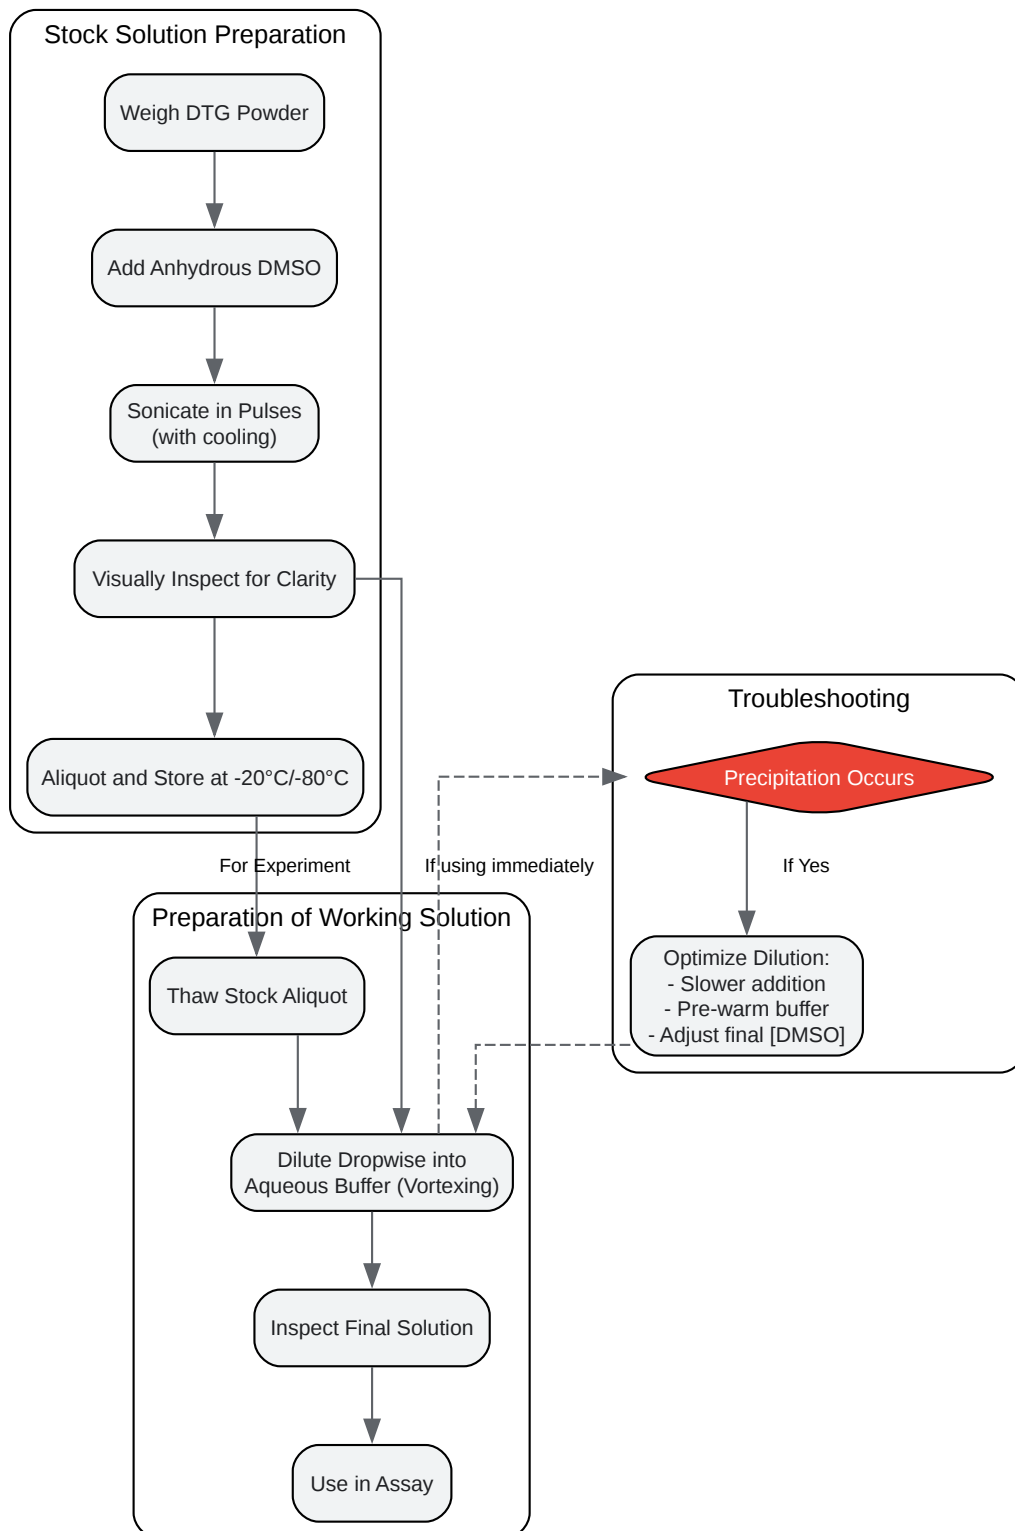 Stock Solution Preparation
Weigh DTG Powder
Add Anhydrous DMSO
Sonicate in Pulses
(with cooling)
Visually Inspect for Clarity
Aliquot and Store at -20°C/-80°C
For Experiment
If using immediately
Preparation of Working Solution
Thaw Stock Aliquot
Dilute Dropwise into
Aqueous Buffer (Vortexing)
Inspect Final Solution
Use in Assay
Troubleshooting
Precipitation Occurs
If Yes
Optimize Dilution:
- Slower addition
- Pre-warm buffer
- Adjust final [DMSO]